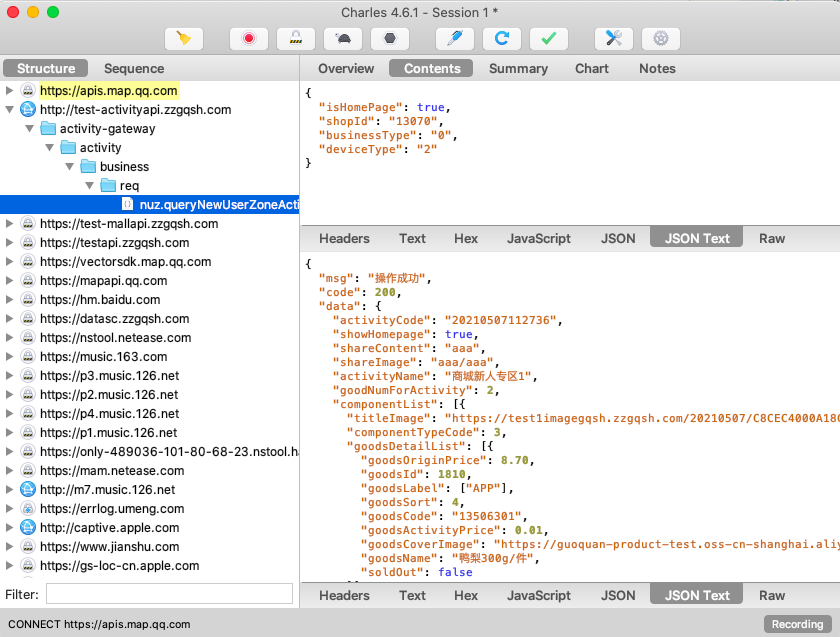 Charles 4.6.1 - Session 1 *
Structure
Sequence
https://apis.map.qq.com
http://test-activityapi.zzgqsh.com
activity-gateway
activity
business
req
nuz.queryNewUserZoneActi
https://test-mallapi.zzgqsh.com
https://testapi.zzgqsh.com
https://vectorsdk.map.qq.com
https://mapapi.qq.com
https://hm.baidu.com
https://datasc.zzgqsh.com
https://nstool.netease.com
https://music.163.com
https://p3.music.126.net
https://p2.music.126.net
https://p4.music.126.net
https://p1.music.126.net
https://only-489036-101-80-68-23.nstool.ha
https://mam.netease.com
http://m7.music.126.net
https://errlog.umeng.com
http://captive.apple.com
https://www.jianshu.com
https://gs-loc-cn.apple.com
Filter:
Overview Contents Summary Chart Notes
{
"isHomePage": true,
"shopId": "13070",
"businessType": "0",
"deviceType": "2"
}
Headers Text Hex JavaScript JSON JSON Text Raw
{
"msg": "操作成功",
"code": 200,
"data": {
"activityCode": "20210507112736",
"showHomepage": true,
"shareContent": "aaa",
"shareImage": "aaa/aaa",
"activityName": "商城新人专区1",
"goodNumForActivity": 2,
"componentList": [{
"titleImage": "https://test1imagegqsh.zzgqsh.com/20210507/C8CEC4000A18C
"componentTypeCode": 3,
"goodsDetailList": [{
"goodsOriginPrice": 8.70,
"goodsId": 1810,
"goodsLabel": ["APP"],
"goodsSort": 4,
"goodsCode": "13506301",
"goodsActivityPrice": 0.01,
"goodsCoverImage": "https://guoquan-product-test.oss-cn-shanghai.aliy
"goodsName": "鸭梨300g/件",
"soldOut": false
Headers Text Hex JavaScript JSON JSON Text Raw
CONNECT https://apis.map.qq.com
Recording